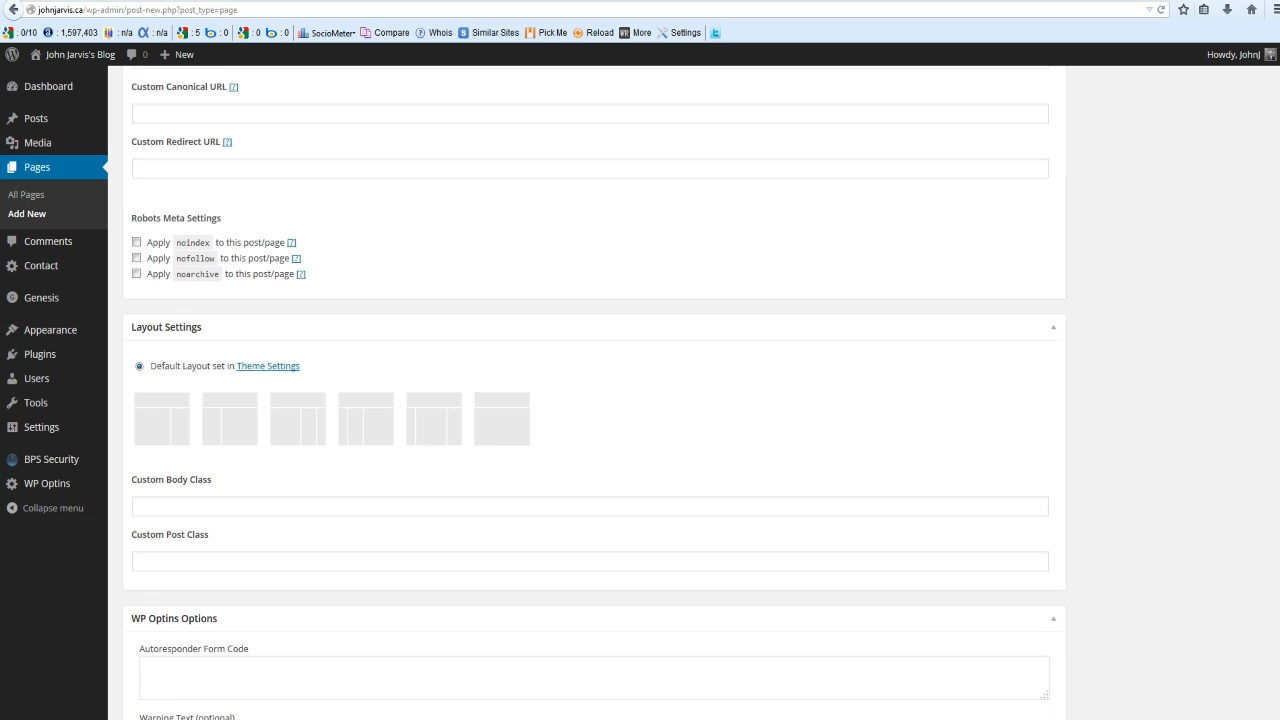 johnjarvis.ca/wp-admin/post-new.php?post_type=page
: 0/10 : 1,597,403 : n/a : n/a : 5 : 0 : 0 : 0 SocioMeter Compare Whois Similar Sites Pick Me Reload More Settings
John Jarvis's Blog 0 + New Howdy, JohnJ
Dashboard
Posts
Media
Pages
All Pages
Add New
Comments
Contact
Genesis
Appearance
Plugins
Users
Tools
Settings
BPS Security
WP Optins
Collapse menu
Custom Canonical URL [?]
Custom Redirect URL [?]
Robots Meta Settings
Apply noindex to this post/page [?]
Apply nofollow to this post/page [?]
Apply noarchive to this post/page [?]
Layout Settings
Default Layout set in Theme Settings
Custom Body Class
Custom Post Class
WP Optins Options
Autoresponder Form Code
Warning Text (optional)